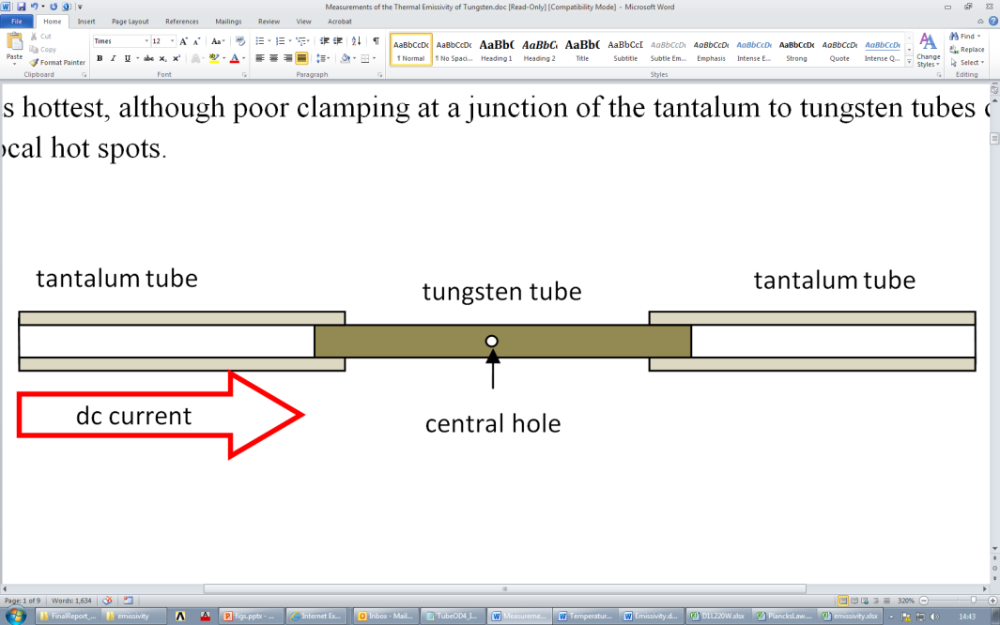 Measurements of the Thermal Emissivity of Tungsten.doc [Read-Only] [Compatibility Mode] - Microsoft Word
File Home Insert Page Layout References Mailings Review View Acrobat
Paste
Cut
Copy
Format Painter
Clipboard
Times 12
Font
Paragraph
AaBbCcDc AaBbCcDc AaBbC AaBbC AaBbC AaBbCcI AaBbCcDc AaBbCcDc AaBbCcDc AaBbCcDc AaBbCcDc AaBbCcDc
¶ Normal ¶ No Spaci... Heading 1 Heading 2 Title Subtitle Subtle Em... Emphasis Intense E... Strong Quote Intense Q...
Change Styles
Styles
Find
Replace
Select
Editing
s hottest, although poor clamping at a junction of the tantalum to tungsten tubes
ocal hot spots.
tantalum tube
tungsten tube
tantalum tube
dc current
central hole
Page: 1 of 9 Words: 1,634 320%
FinalReport_... emissivity figs.pptx - ... Internet Ex... Inbox - Mail... TubeOD4_L... Measureme... Temperatur... Emissivity.d... D1L220W.xlsx PlancksLaw.... emissivity.xlsx 14:43